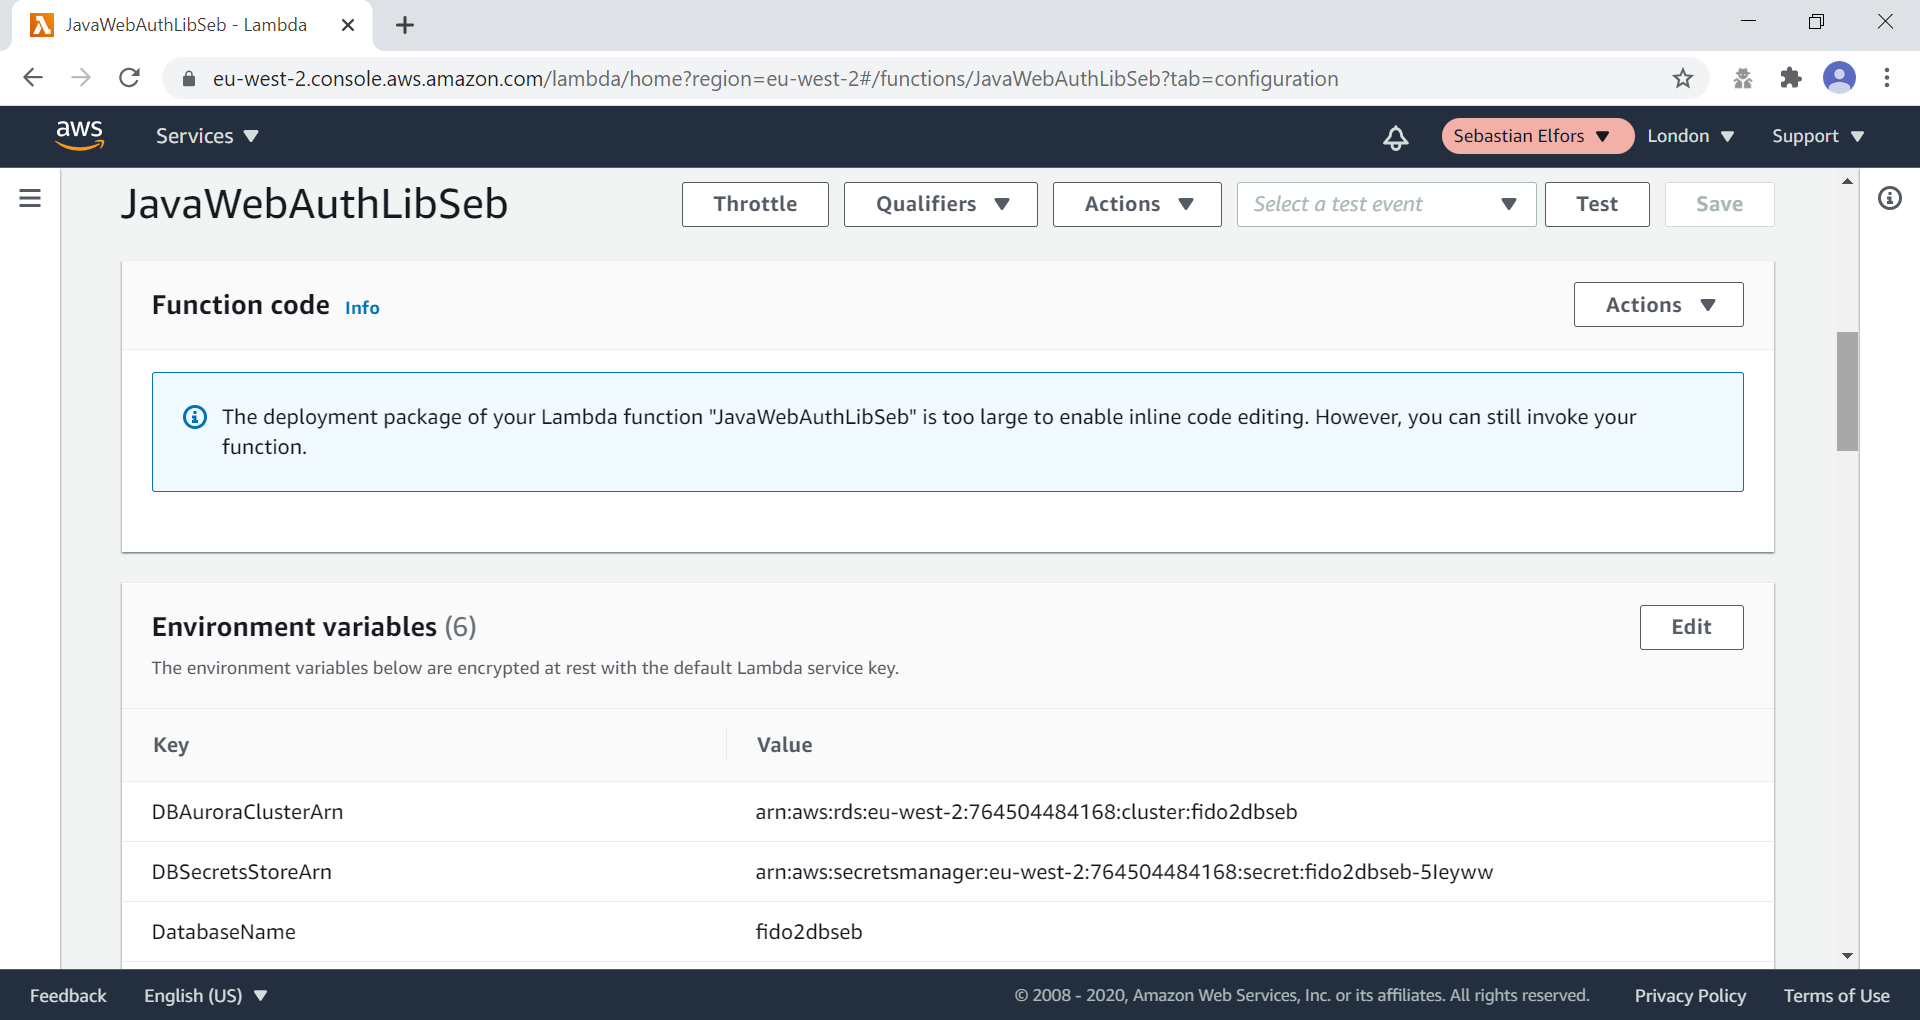 JavaWebAuthLibSeb - Lambda
eu-west-2.console.aws.amazon.com/lambda/home?region=eu-west-2#/functions/JavaWebAuthLibSeb?tab=configuration
aws
Services
Sebastian Elfors
London
Support
JavaWebAuthLibSeb
Throttle
Qualifiers
Actions
Select a test event
Test
Save
Function code Info
Actions
The deployment package of your Lambda function "JavaWebAuthLibSeb" is too large to enable inline code editing. However, you can still invoke your
function.
Environment variables (6)
Edit
The environment variables below are encrypted at rest with the default Lambda service key.
Key Value
DBAuroraClusterArn arn:aws:rds:eu-west-2:764504484168:cluster:fido2dbseb
DBSecretsStoreArn arn:aws:secretsmanager:eu-west-2:764504484168:secret:fido2dbseb-5Ieyww
DatabaseName fido2dbseb
Feedback
English (US)
© 2008 - 2020, Amazon Web Services, Inc. or its affiliates. All rights reserved.
Privacy Policy
Terms of Use